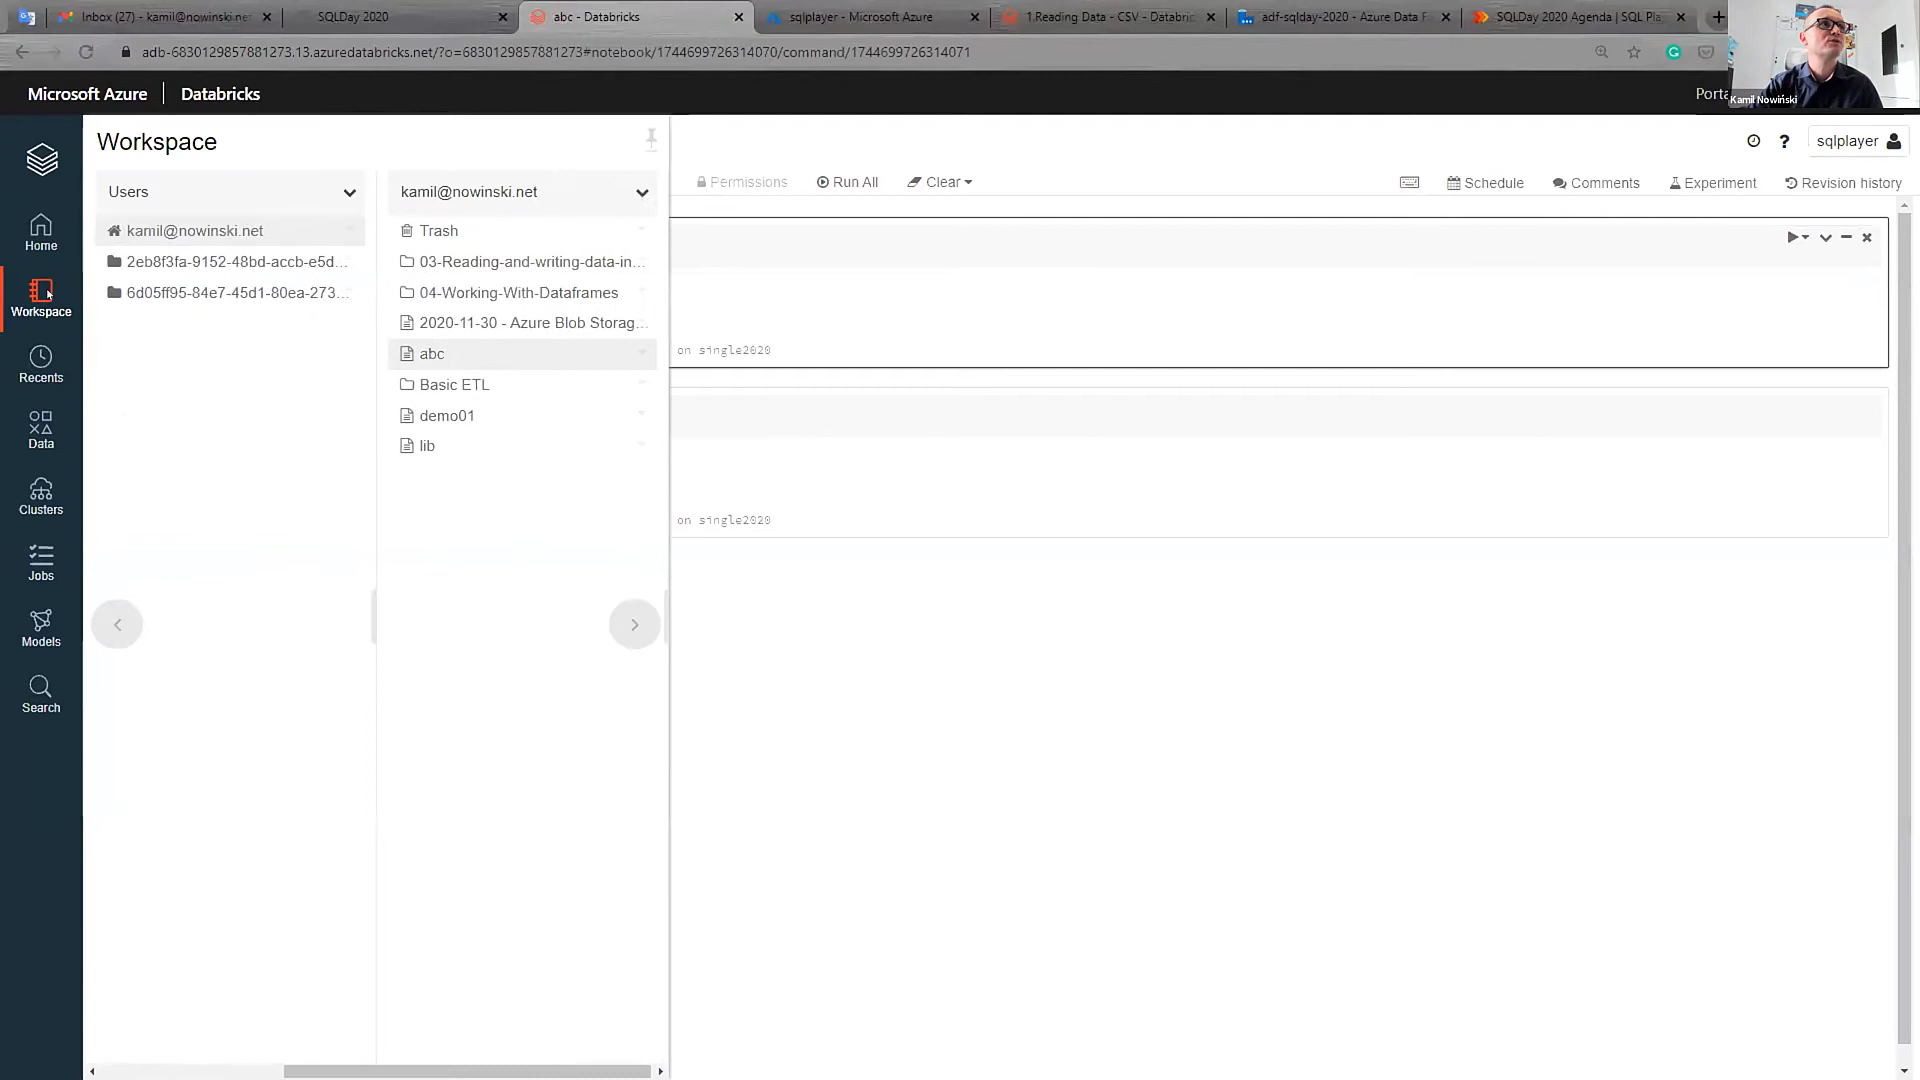 Inbox (27) - kamil@nowinski.net
SQLDay 2020
abc - Databricks
sqlplayer - Microsoft Azure
1.Reading Data - CSV - Databric
adf-sqlday-2020 - Azure Data F
SQLDay 2020 Agenda | SQL Pla
adb-6830129857881273.13.azuredatabricks.net/?o=6830129857881273#notebook/1744699726314070/command/1744699726314071
Microsoft Azure
Databricks
Porta
Kamil Nowiński
Workspace
sqlplayer
Users
kamil@nowinski.net
Permissions
Run All
Clear
Schedule
Comments
Experiment
Revision history
Home
Workspace
Recents
Data
Clusters
Jobs
Models
Search
kamil@nowinski.net
2eb8f3fa-9152-48bd-accb-e5d...
6d05ff95-84e7-45d1-80ea-273...
Trash
03-Reading-and-writing-data-in...
04-Working-With-Dataframes
2020-11-30 - Azure Blob Storag...
abc
Basic ETL
demo01
lib
on single2020
on single2020